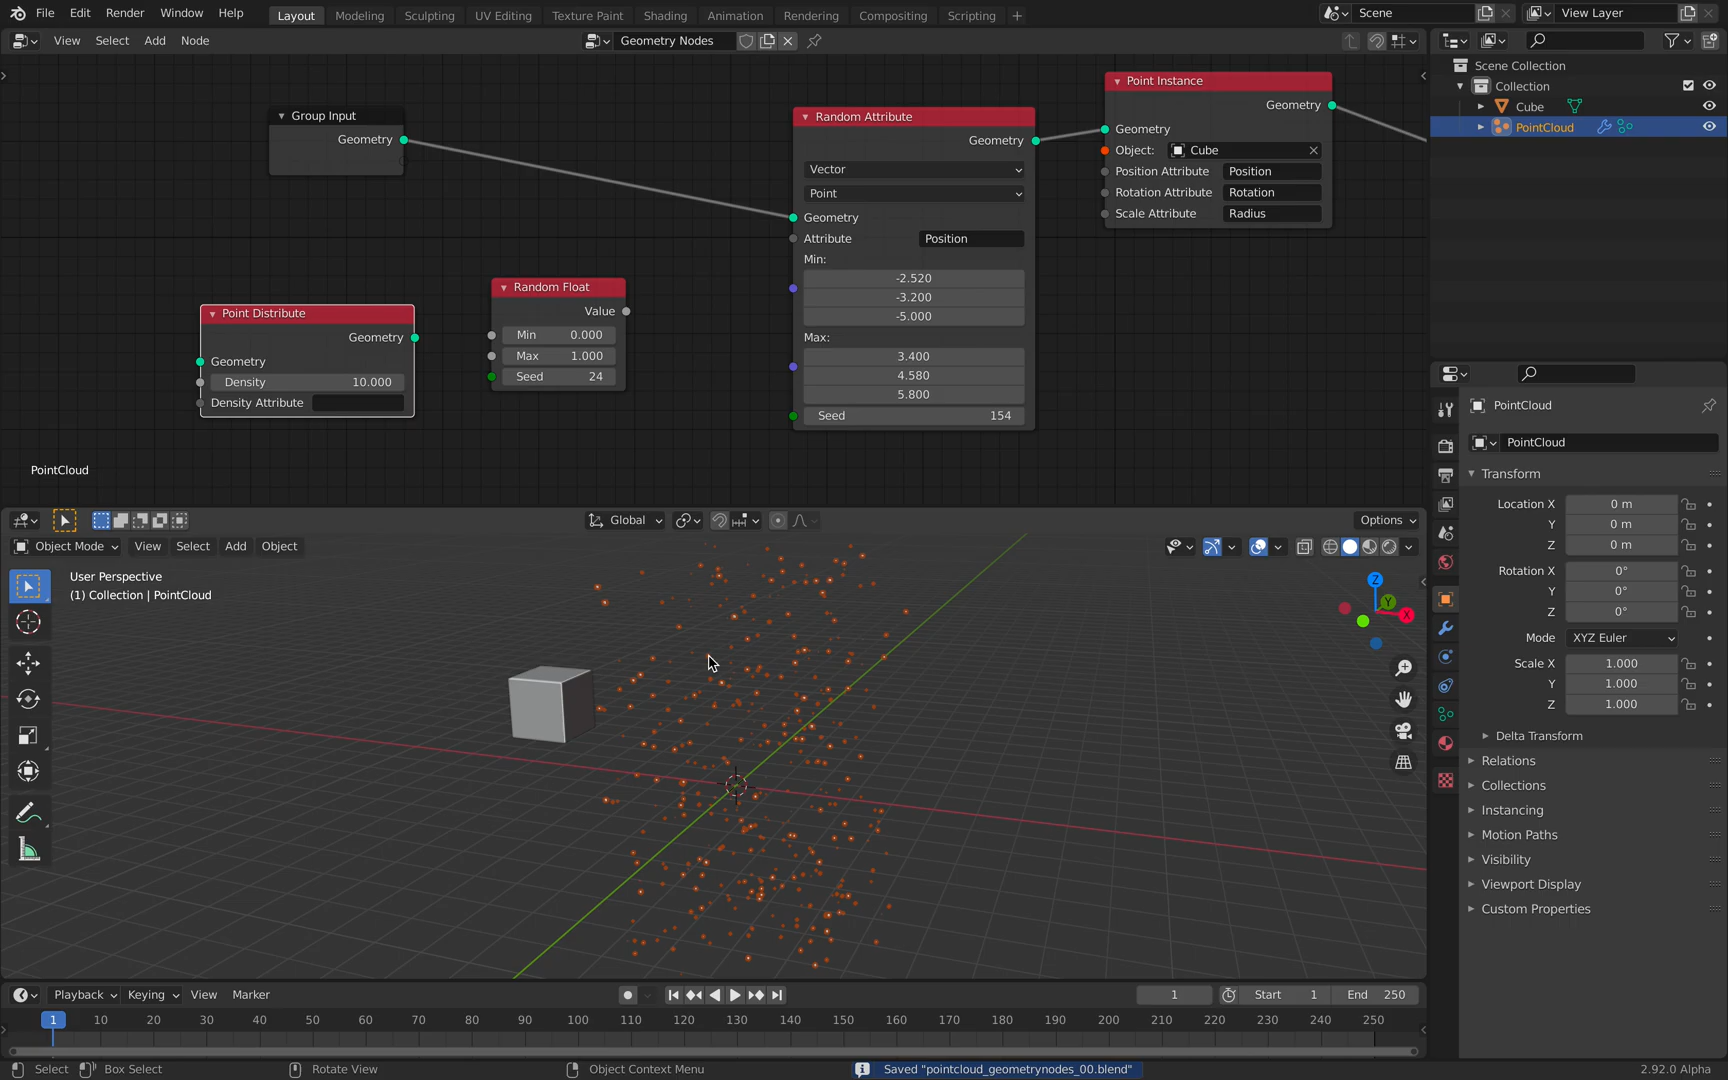 File Edit Render Window Help Layout Modeling Sculpting UV Editing Texture Paint Shading Animation Rendering Compositing Scripting + Scene View Layer
View Select Add Node Geometry Nodes
Group Input
Geometry
Point Distribute
Geometry
Geometry
Density 10.000
Density Attribute
Random Float
Value
Min 0.000
Max 1.000
Seed 24
Random Attribute
Geometry
Vector
Point
Geometry
Attribute Position
Min:
-2.520
-3.200
-5.000
Max:
3.400
4.580
5.800
Seed 154
Point Instance
Geometry
Geometry
Object: Cube
Position Attribute Position
Rotation Attribute Rotation
Scale Attribute Radius
PointCloud
Scene Collection
Collection
Cube
PointCloud
Global Options
Object Mode View Select Add Object
User Perspective
(1) Collection | PointCloud
Z
Y
X
PointCloud
PointCloud
Transform
Location X 0 m
Y 0 m
Z 0 m
Rotation X 0°
Y 0°
Z 0°
Mode XYZ Euler
Scale X 1.000
Y 1.000
Z 1.000
Delta Transform
Relations
Collections
Instancing
Motion Paths
Visibility
Viewport Display
Custom Properties
Playback Keying View Marker 1 Start 1 End 250
1 10 20 30 40 50 60 70 80 90 100 110 120 130 140 150 160 170 180 190 200 210 220 230 240 250
Select Box Select Rotate View Object Context Menu Saved "pointcloud_geometrynodes_00.blend" 2.92.0 Alpha